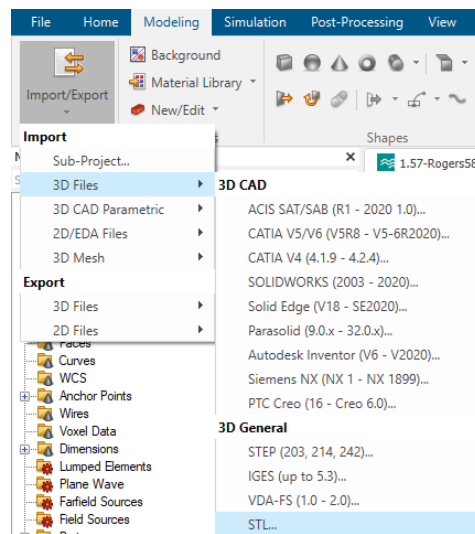 File Home Modeling Simulation Post-Processing View
Background
Material Library
Import/Export
New/Edit
Shapes
Import
Sub-Project...
1.57-Rogers58
3D Files
3D CAD
3D CAD Parametric
ACIS SAT/SAB (R1 - 2020 1.0)...
2D/EDA Files
CATIA V5/V6 (V5R8 - V5-6R2020)...
3D Mesh
CATIA V4 (4.1.9 - 4.2.4)...
Export
SOLIDWORKS (2003 - 2020)...
3D Files
Solid Edge (V18 - SE2020)...
2D Files
Parasolid (9.0.x - 32.0.x)...
Faces
Curves
Autodesk Inventor (V6 - V2020)...
WCS
Siemens NX (NX 1 - NX 1899)...
Anchor Points
Wires
PTC Creo (16 - Creo 6.0)...
Voxel Data
3D General
Dimensions
STEP (203, 214, 242)...
Lumped Elements
Plane Wave
IGES (up to 5.3)...
Farfield Sources
VDA-FS (1.0 - 2.0)...
Field Sources
STL...